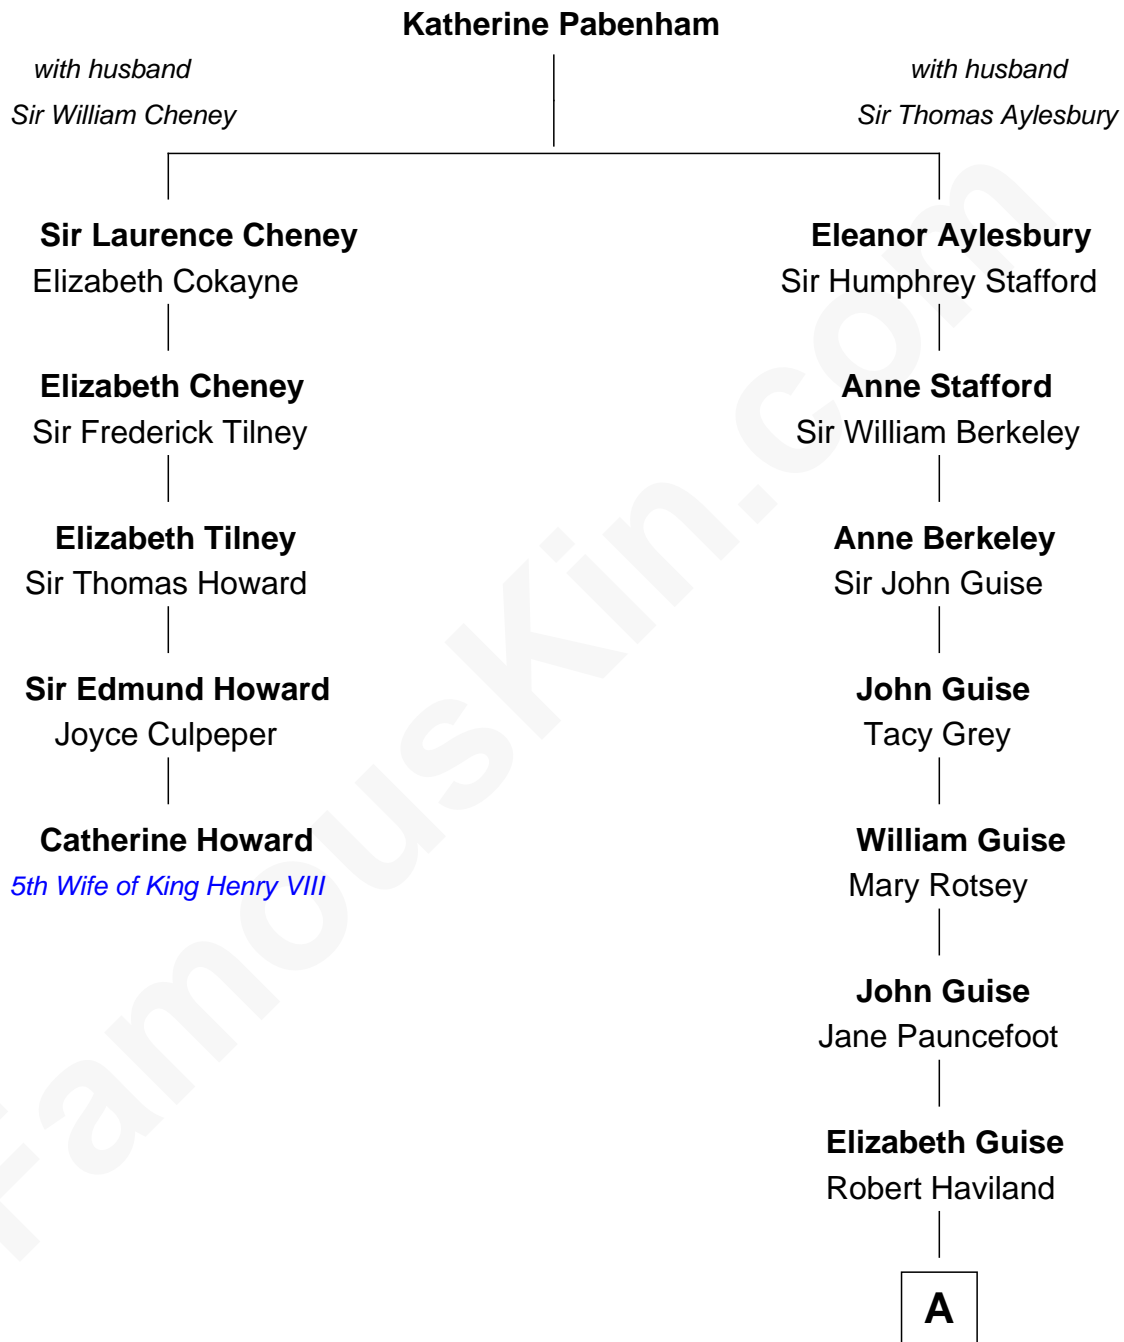 Katherine Pabenham
with husband
Sir William Cheney
with husband
Sir Thomas Aylesbury
Sir Laurence Cheney
Elizabeth Cokayne
Elizabeth Cheney
Sir Frederick Tilney
Elizabeth Tilney
Sir Thomas Howard
Sir Edmund Howard
Joyce Culpeper
Catherine Howard
5th Wife of King Henry VIII
Eleanor Aylesbury
Sir Humphrey Stafford
Anne Stafford
Sir William Berkeley
Anne Berkeley
Sir John Guise
John Guise
Tacy Grey
William Guise
Mary Rotsey
John Guise
Jane Pauncefoot
Elizabeth Guise
Robert Haviland
A
FamousKin.com